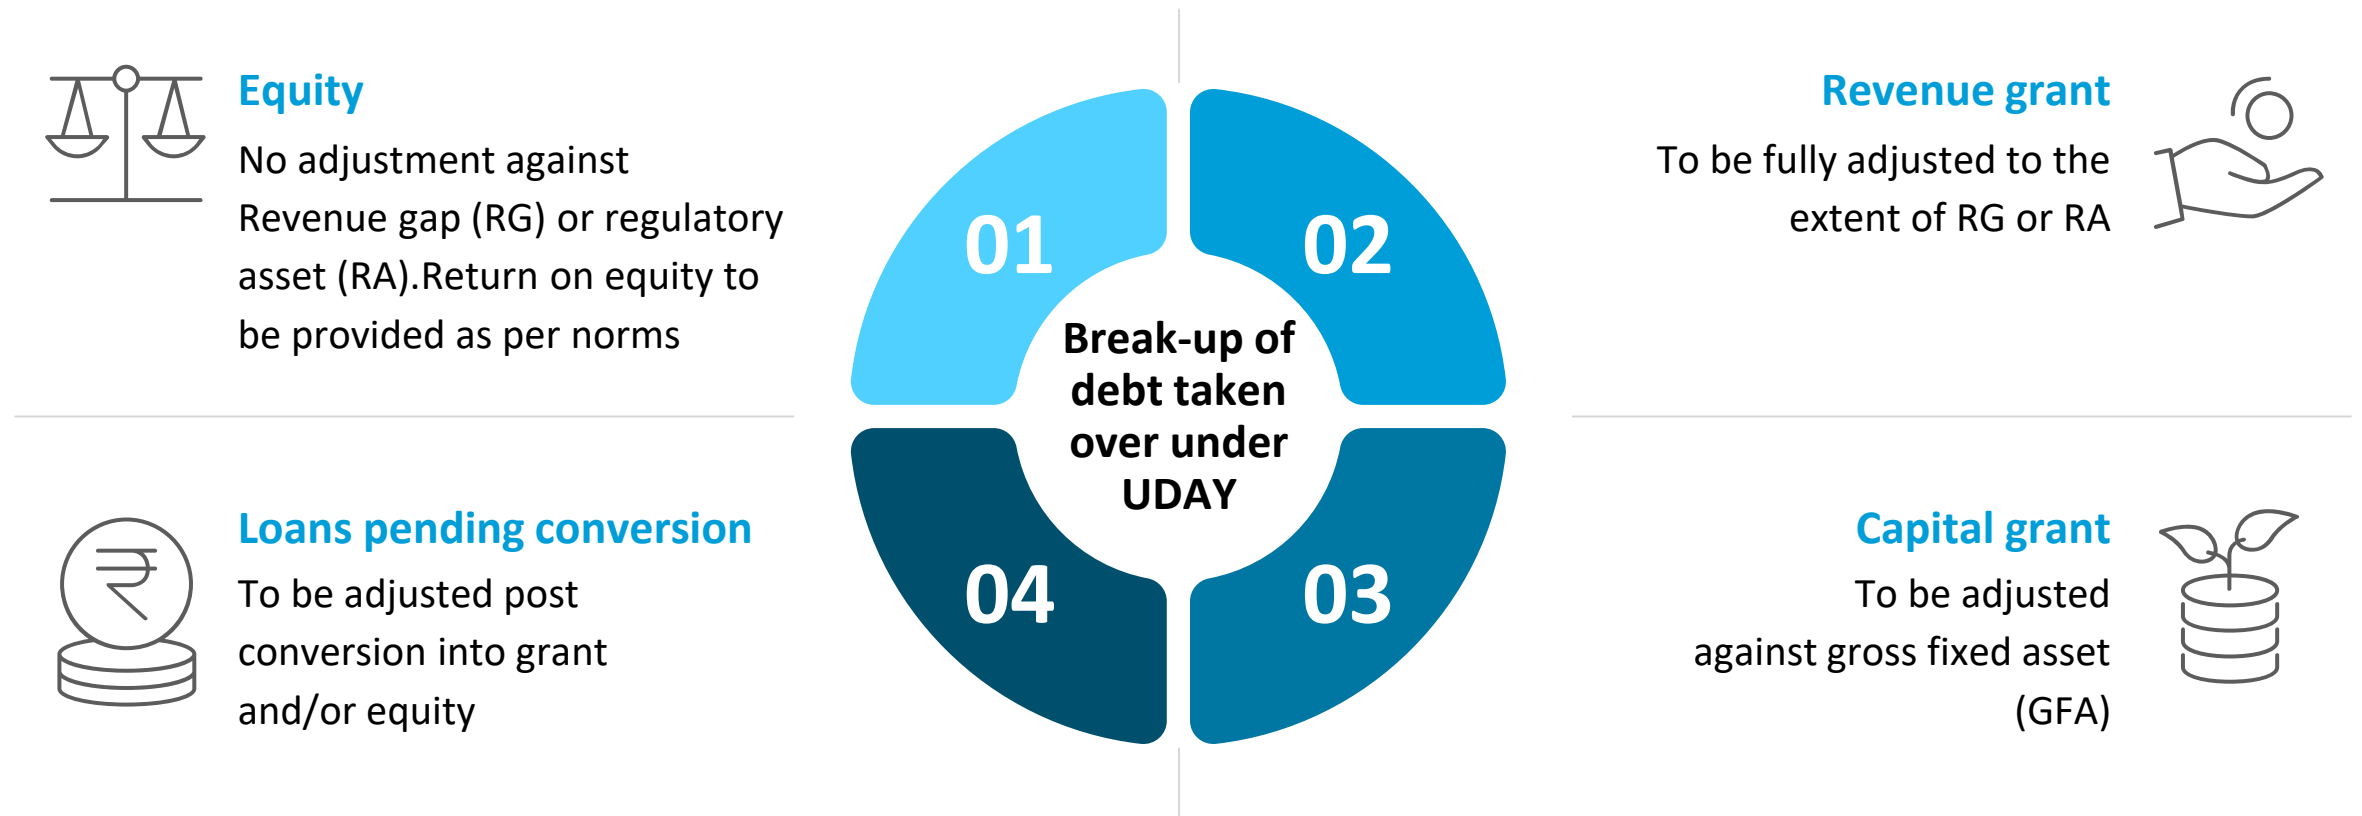 Equity
No adjustment against
Revenue gap (RG) or regulatory
asset (RA).Return on equity to
be provided as per norms
Revenue grant
To be fully adjusted to the
extent of RG or RA
01
02
Break-up of
debt taken
over under
UDAY
04
03
Loans pending conversion
To be adjusted post
conversion into grant
and/or equity
Capital grant
To be adjusted
against gross fixed asset
(GFA)